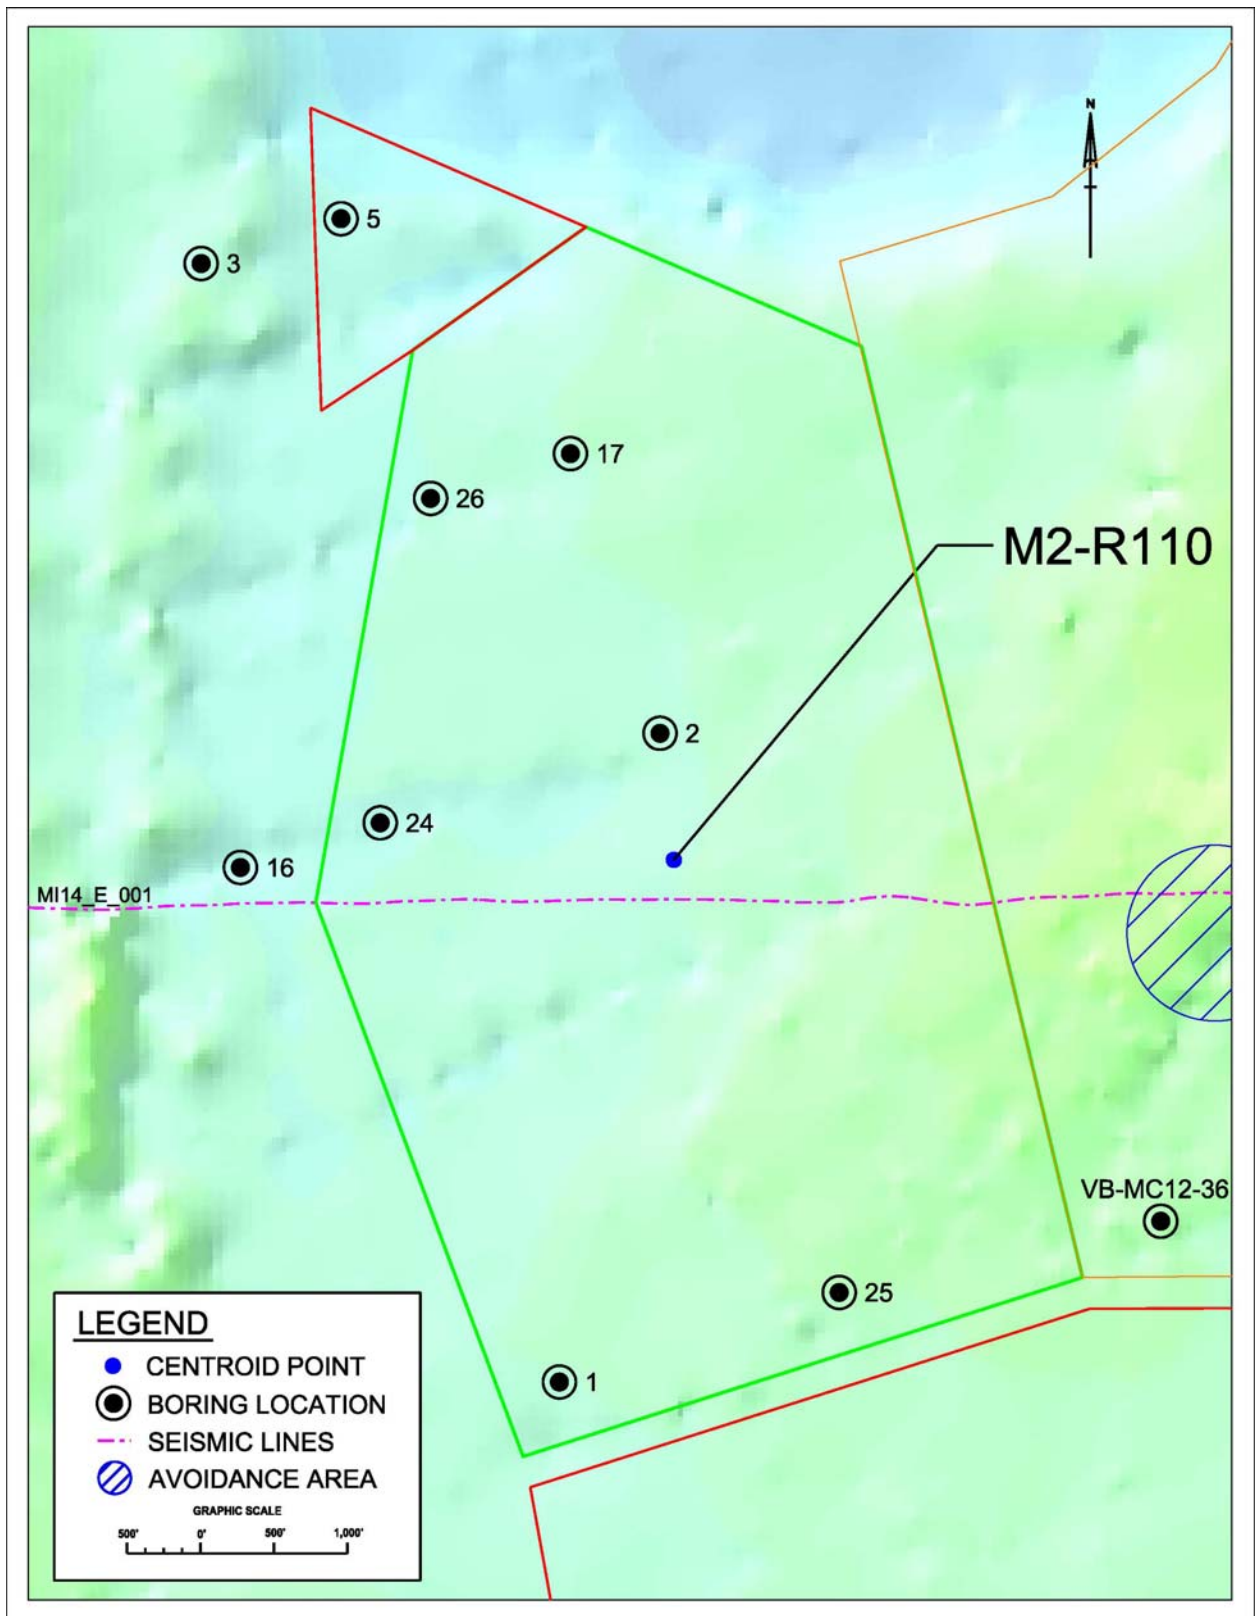 N
5
3
17
26
M2-R110
2
24
16
MI14_E_001
VB-MC12-36
25
1
LEGEND
CENTROID POINT
BORING LOCATION
SEISMIC LINES
AVOIDANCE AREA
GRAPHIC SCALE
500' 0' 500' 1,000'